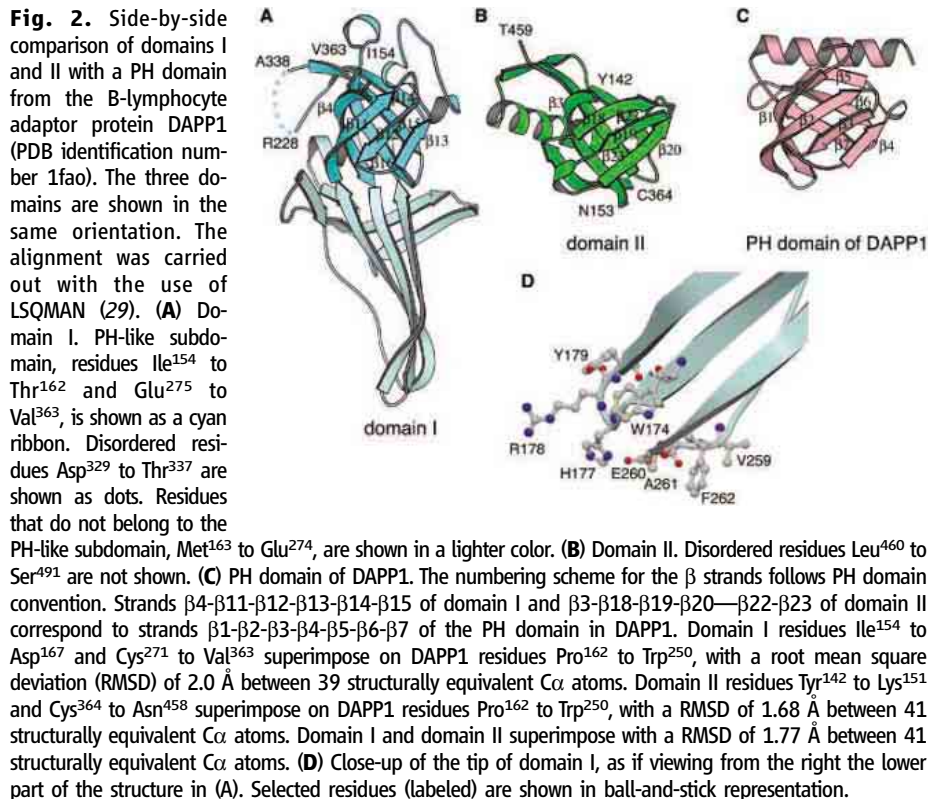 Fig. 2. Side-by-side
comparison of domains I
and II with a PH domain
from the B-lymphocyte
adaptor protein DAPP1
(PDB identification num-
ber 1fao). The three do-
mains are shown in the
same orientation. The
alignment was carried
out with the use of
LSQMAN (29). (A) Do-
main I. PH-like subdo-
main, residues Ile154 to
Thr162 and Glu275 to
Val363, is shown as a cyan
ribbon. Disordered resi-
dues Asp329 to Thr337 are
shown as dots. Residues
that do not belong to the
PH-like subdomain, Met163 to Glu274, are shown in a lighter color. (B) Domain II. Disordered residues Leu460 to
Ser491 are not shown. (C) PH domain of DAPP1. The numbering scheme for the β strands follows PH domain
convention. Strands β4-β11-β12-β13-β14-β15 of domain I and β3-β18-β19-β20—β22-β23 of domain II
correspond to strands β1-β2-β3-β4-β5-β6-β7 of the PH domain in DAPP1. Domain I residues Ile154 to
Asp167 and Cys271 to Val363 superimpose on DAPP1 residues Pro162 to Trp250, with a root mean square
deviation (RMSD) of 2.0 Å between 39 structurally equivalent Cα atoms. Domain II residues Tyr142 to Lys151
and Cys364 to Asn458 superimpose on DAPP1 residues Pro162 to Trp250, with a RMSD of 1.68 Å between 41
structurally equivalent Cα atoms. Domain I and domain II superimpose with a RMSD of 1.77 Å between 41
structurally equivalent Cα atoms. (D) Close-up of the tip of domain I, as if viewing from the right the lower
part of the structure in (A). Selected residues (labeled) are shown in ball-and-stick representation.
A
V363
I154
A338
β4
β13
R228
domain I
B
T459
Y142
β3
β18
β22
β19
β20
β23
C364
N153
domain II
C
β5
β6
β1
β2
β3
β7
β4
PH domain of DAPP1
D
Y179
W174
R178
H177
E260
A261
V259
F262